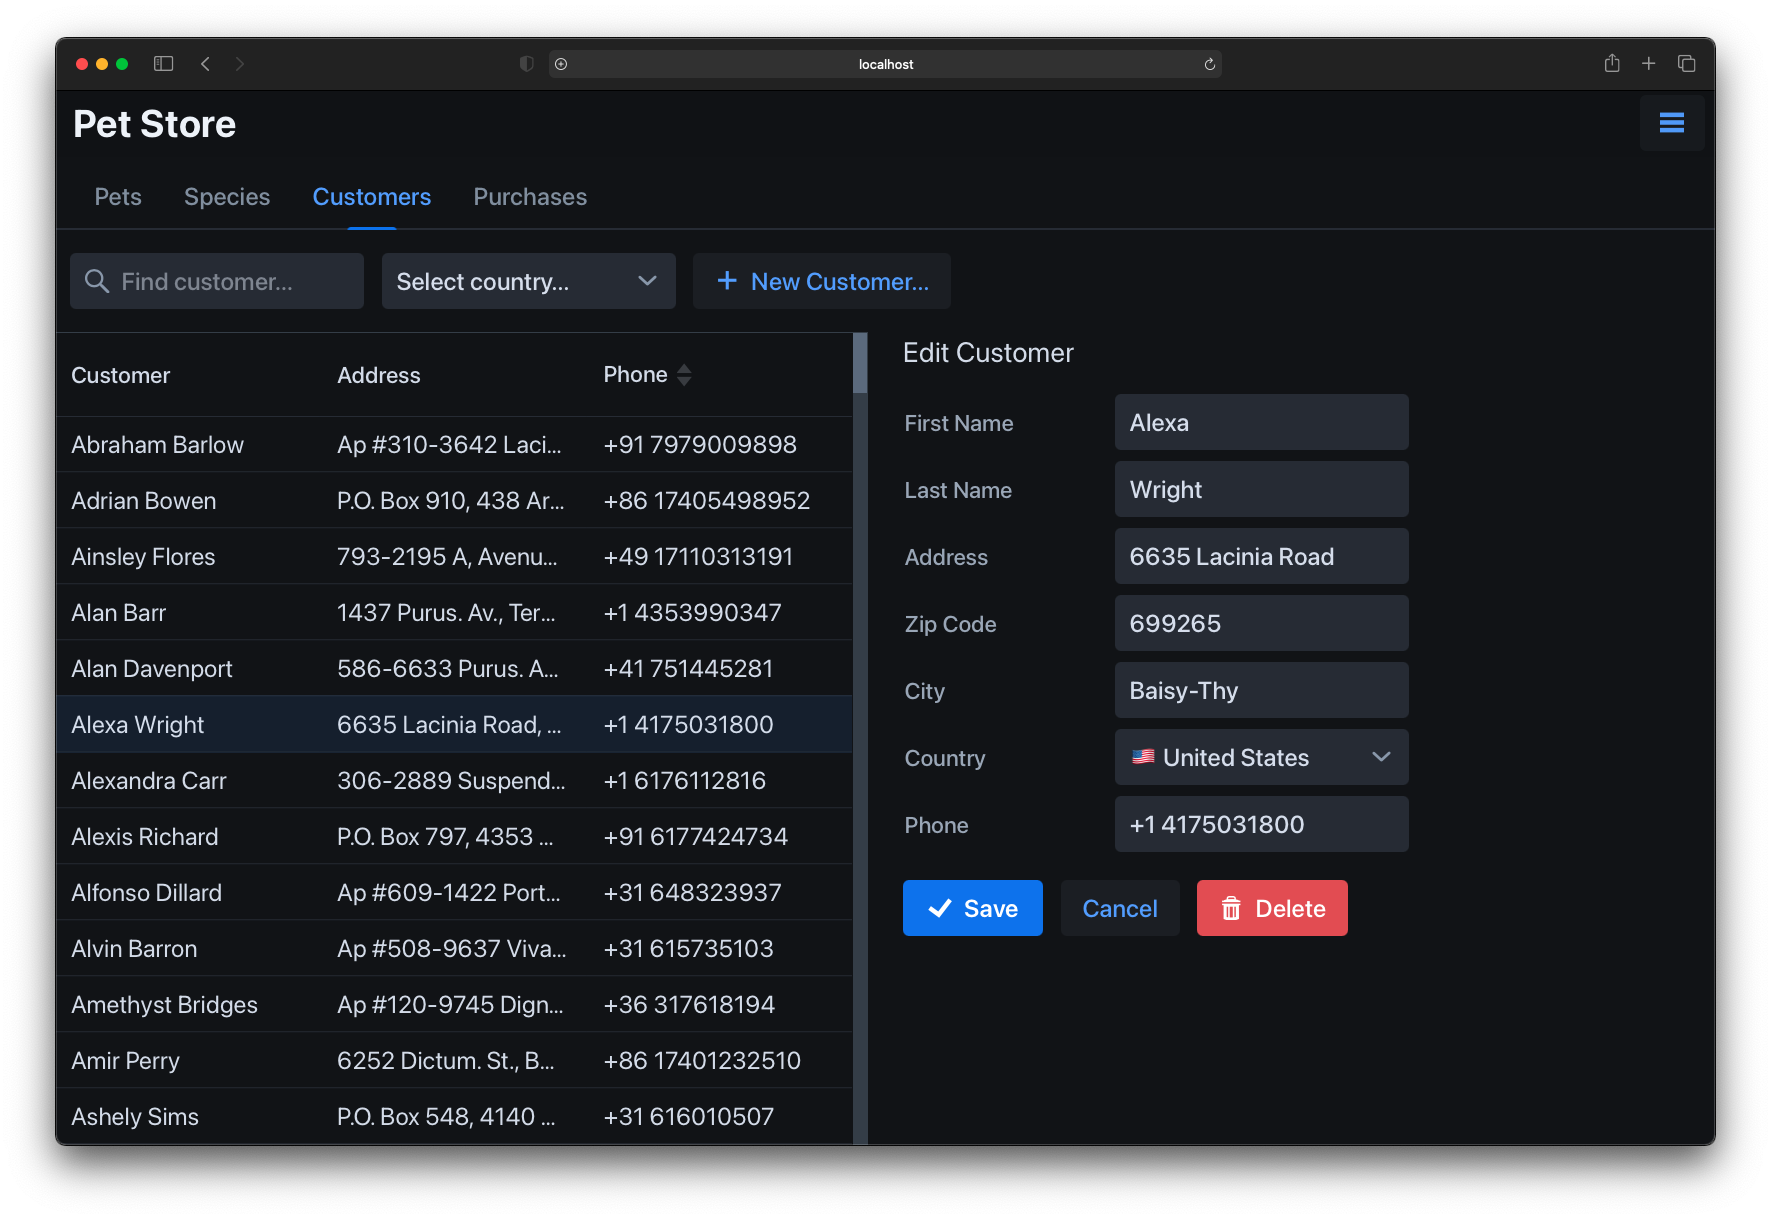 localhost
Pet Store
Pets Species Customers Purchases
Find customer... Select country... New Customer...
Customer Address Phone
Abraham Barlow Ap #310-3642 Laci... +91 7979009898
Adrian Bowen P.O. Box 910, 438 Ar... +86 17405498952
Ainsley Flores 793-2195 A, Avenu... +49 17110313191
Alan Barr 1437 Purus. Av., Ter... +1 4353990347
Alan Davenport 586-6633 Purus. A... +41 751445281
Alexa Wright 6635 Lacinia Road, ... +1 4175031800
Alexandra Carr 306-2889 Suspend... +1 6176112816
Alexis Richard P.O. Box 797, 4353 ... +91 6177424734
Alfonso Dillard Ap #609-1422 Port... +31 648323937
Alvin Barron Ap #508-9637 Viva... +31 615735103
Amethyst Bridges Ap #120-9745 Dign... +36 317618194
Amir Perry 6252 Dictum. St., B... +86 17401232510
Ashely Sims P.O. Box 548, 4140 ... +31 616010507
Edit Customer
First Name Alexa
Last Name Wright
Address 6635 Lacinia Road
Zip Code 699265
City Baisy-Thy
Country United States
Phone +1 4175031800
Save Cancel Delete